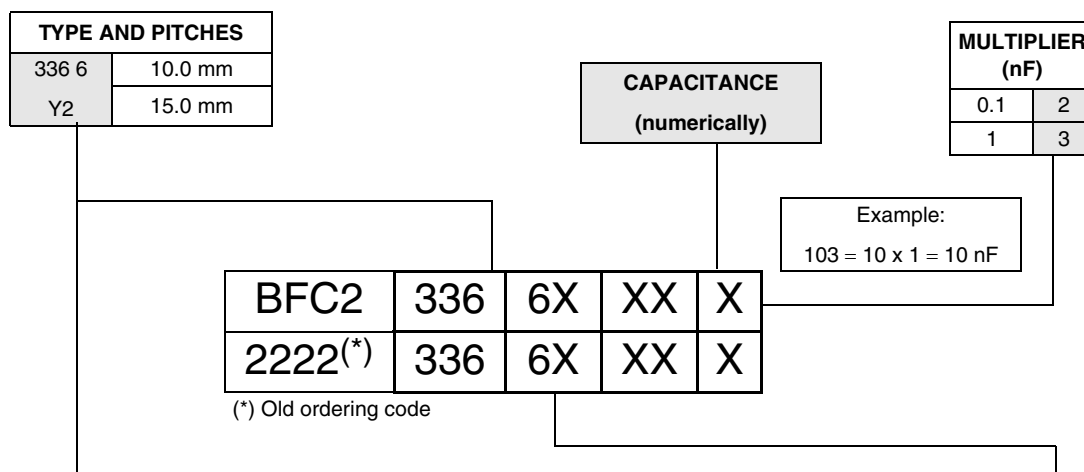 TYPE AND PITCHES
336 6 10.0 mm
Y2 15.0 mm
CAPACITANCE
(numerically)
MULTIPLIER
(nF)
0.1 2
1 3
Example:
103 = 10 x 1 = 10 nF
BFC2 336 6X XX X
2222(*) 336 6X XX X
(*) Old ordering code